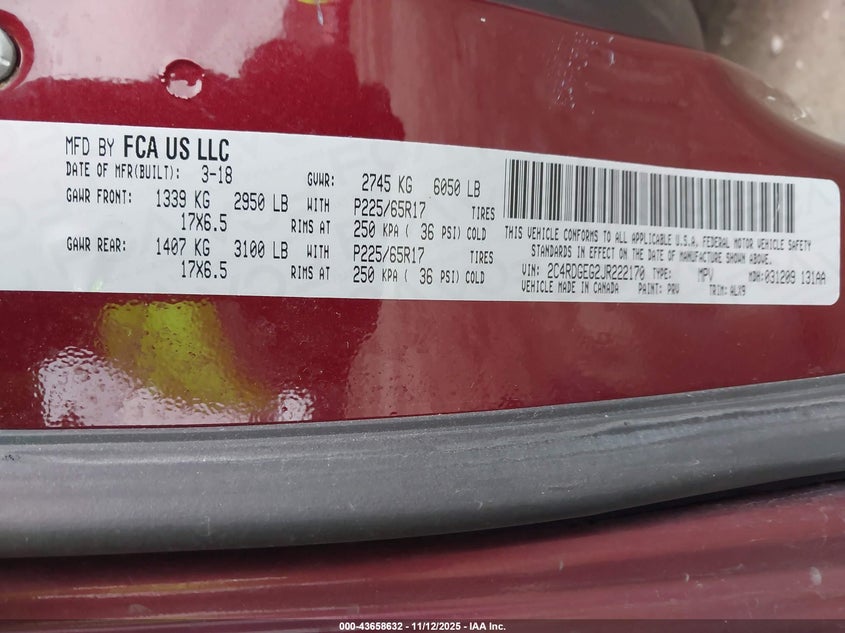 MFD BY FCA US LLC
DATE OF MFR(BUILT): 3-18 GVWR: 2745 KG 6050 LB
GAWR FRONT: 1339 KG 2950 LB WITH P225/65R17 TIRES
17X6.5 RIMS AT 250 KPA ( 36 PSI) COLD
GAWR REAR: 1407 KG 3100 LB WITH P225/65R17 TIRES
17X6.5 RIMS AT 250 KPA ( 36 PSI) COLD
THIS VEHICLE CONFORMS TO ALL APPLICABLE U.S.A. FEDERAL MOTOR VEHICLE SAFETY
STANDARDS IN EFFECT ON THE DATE OF MANUFACTURE SHOWN ABOVE.
VIN: 2C4RDGEG2JR222170 TYPE: MPV MDH: 031209 131AA
VEHICLE MADE IN CANADA PAINT: PRV TRIM: ALX9
000-43658632 - 11/12/2025 - IAA Inc.